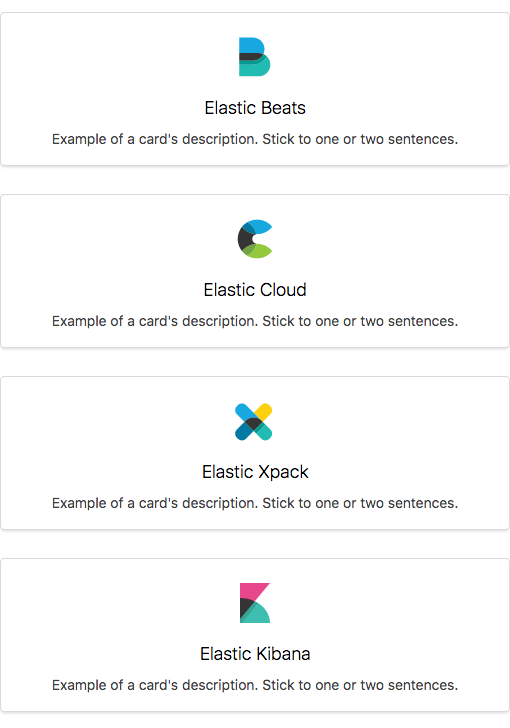 Elastic Beats
Example of a card's description. Stick to one or two sentences.
Elastic Cloud
Example of a card's description. Stick to one or two sentences.
Elastic Xpack
Example of a card's description. Stick to one or two sentences.
Elastic Kibana
Example of a card's description. Stick to one or two sentences.